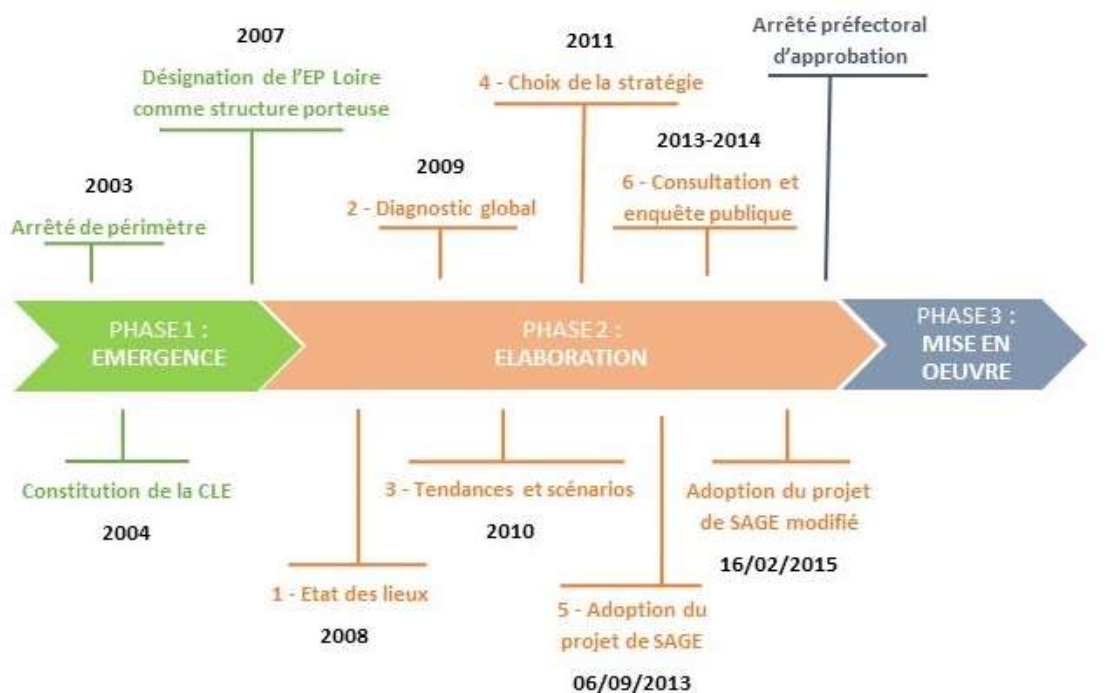 2007
Désignation de l'EP Loire
comme structure porteuse
2011
4 - Choix de la stratégie
Arrêté préfectoral
d'approbation
2003
Arrêté de périmètre
2009
2 - Diagnostic global
2013-2014
6 - Consultation et
enquête publique
PHASE 1 :
EMERGENCE
PHASE 2 :
ELABORATION
PHASE 3 :
MISE EN
OEUVRE
Constitution de la CLE
2004
1 - Etat des lieux
2008
3 - Tendances et scénarios
2010
5 - Adoption du
projet de SAGE
06/09/2013
Adoption du projet
de SAGE modifié
16/02/2015